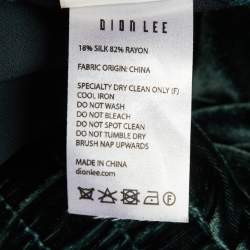 DION LEE
18% SILK 82% RAYON
FABRIC ORIGIN: CHINA
SPECIALTY DRY CLEAN ONLY (F)
COOL IRON
DO NOT WASH
DO NOT BLEACH
DO NOT SPOT CLEAN
DO NOT TUMBLE DRY
BRUSH NAP UPWARDS
MADE IN CHINA
dionlee.com